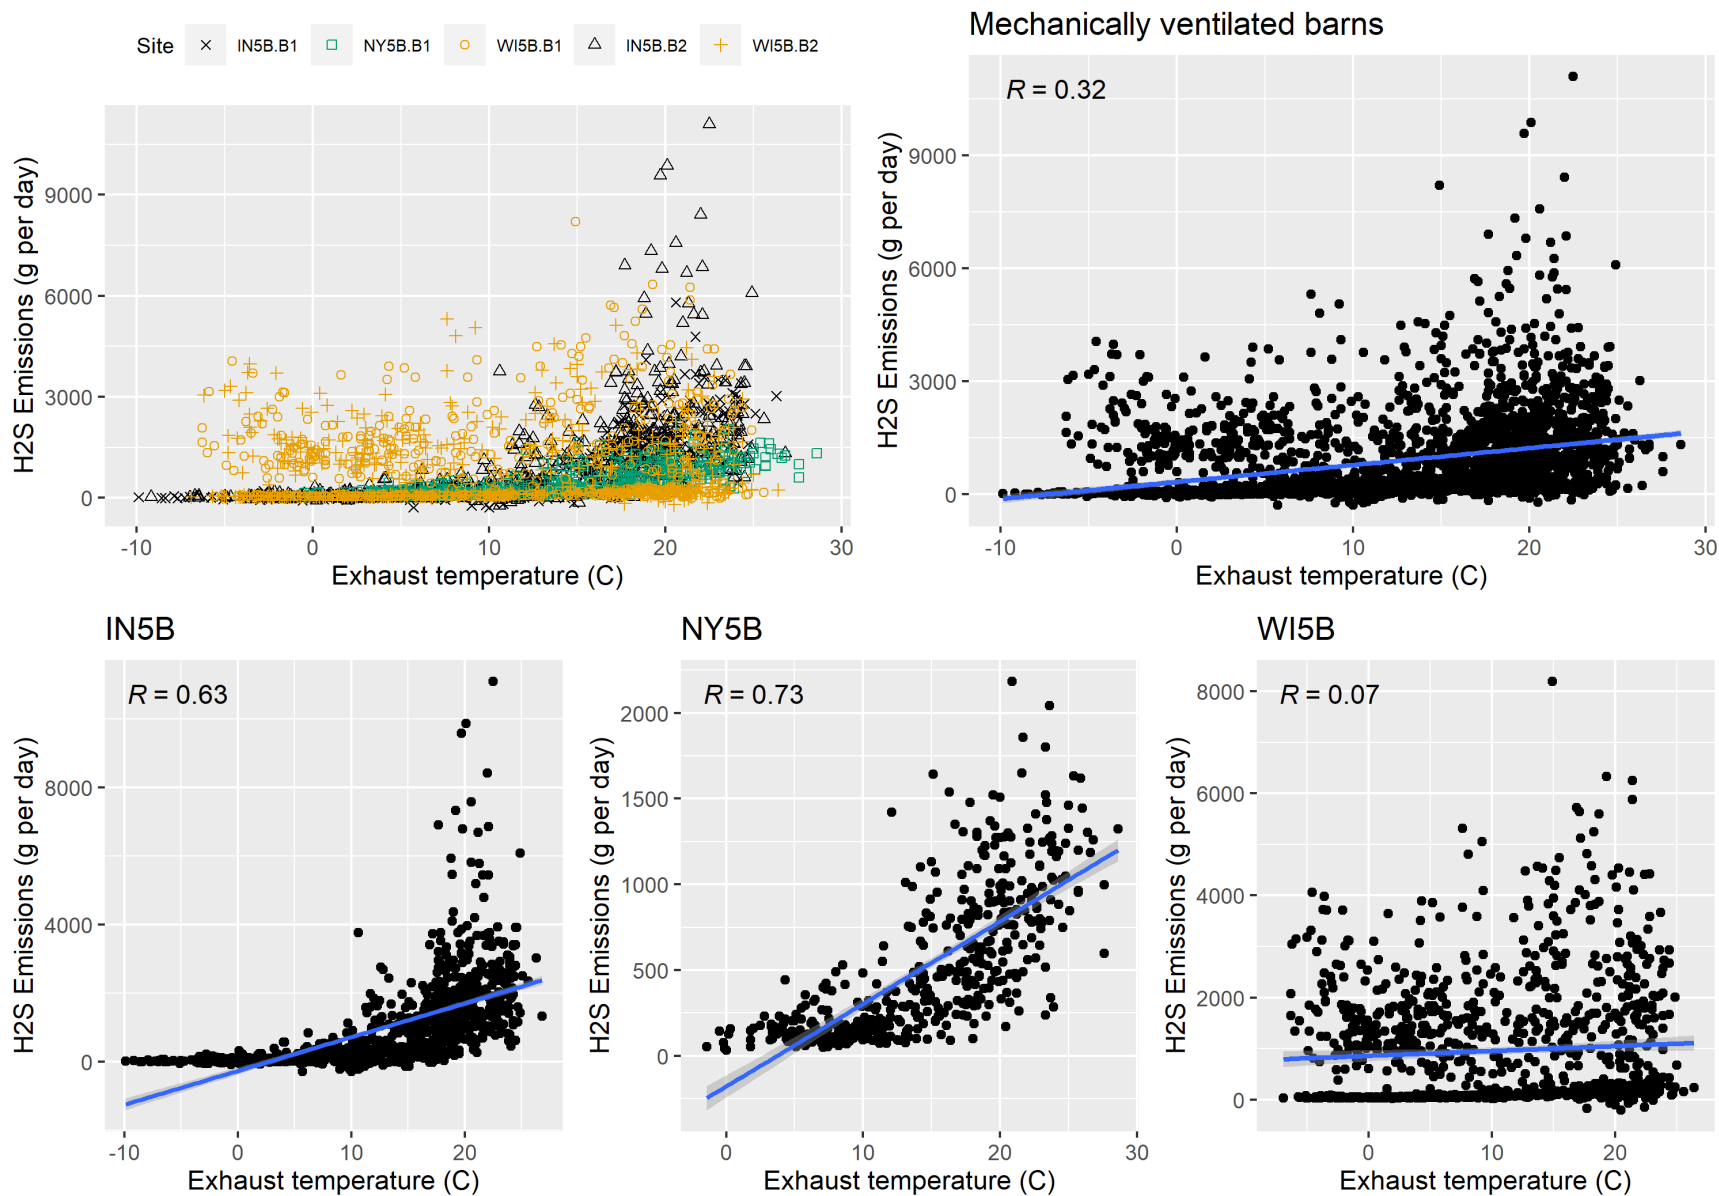 Site IN5B.B1 NY5B.B1 WI5B.B1 IN5B.B2 WI5B.B2
H2S Emissions (g per day)
9000
6000
3000
0
-10 0 10 20 30
Exhaust temperature (C)
Mechanically ventilated barns
R = 0.32
H2S Emissions (g per day)
9000
6000
3000
0
-10 0 10 20 30
Exhaust temperature (C)
IN5B
R = 0.63
H2S Emissions (g per day)
8000
4000
0
-10 0 10 20
Exhaust temperature (C)
NY5B
R = 0.73
H2S Emissions (g per day)
2000
1500
1000
500
0
0 10 20 30
Exhaust temperature (C)
WI5B
R = 0.07
H2S Emissions (g per day)
8000
6000
4000
2000
0
0 10 20
Exhaust temperature (C)